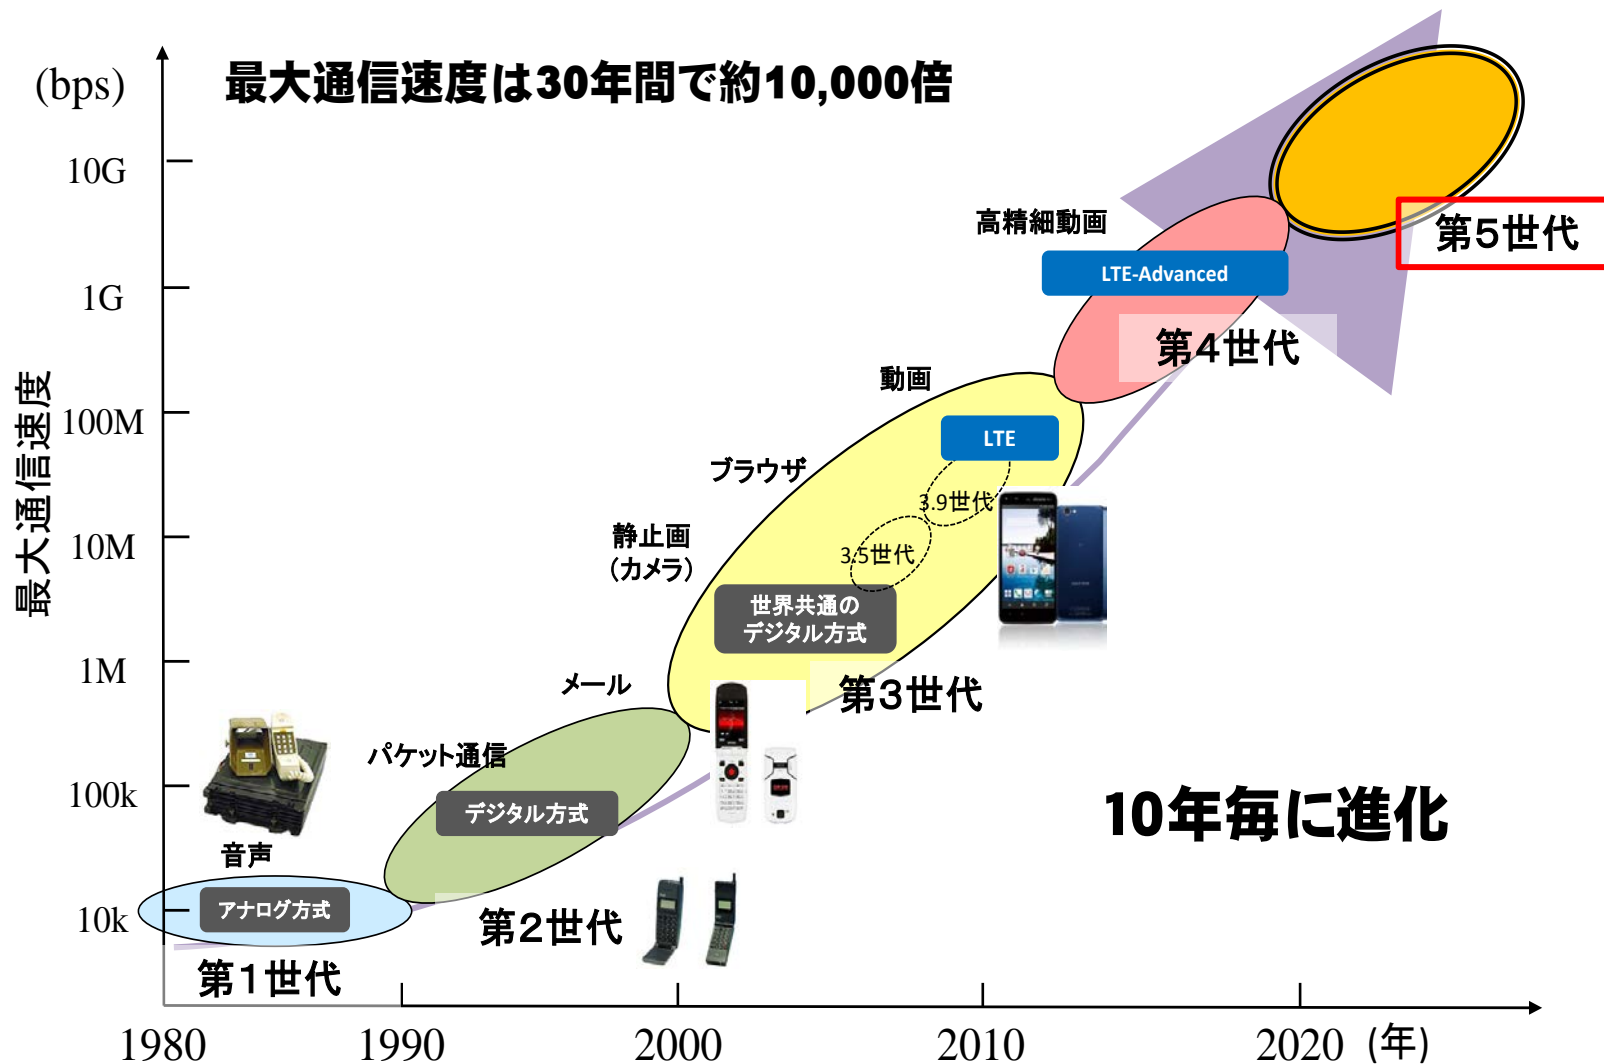 (bps)
最大通信速度は30年間で約10,000倍
10G
高精細動画
第5世代
LTE-Advanced
1G
第4世代
動画
100M
LTE
ブラウザ
3.9世代
静止画
(カメラ)
10M
3.5世代
最大通信速度
世界共通の
デジタル方式
1M
メール
第3世代
パケット通信
100k
デジタル方式
10年毎に進化
音声
10k
アナログ方式
第2世代
第1世代
1980
1990
2000
2010
2020
(年)